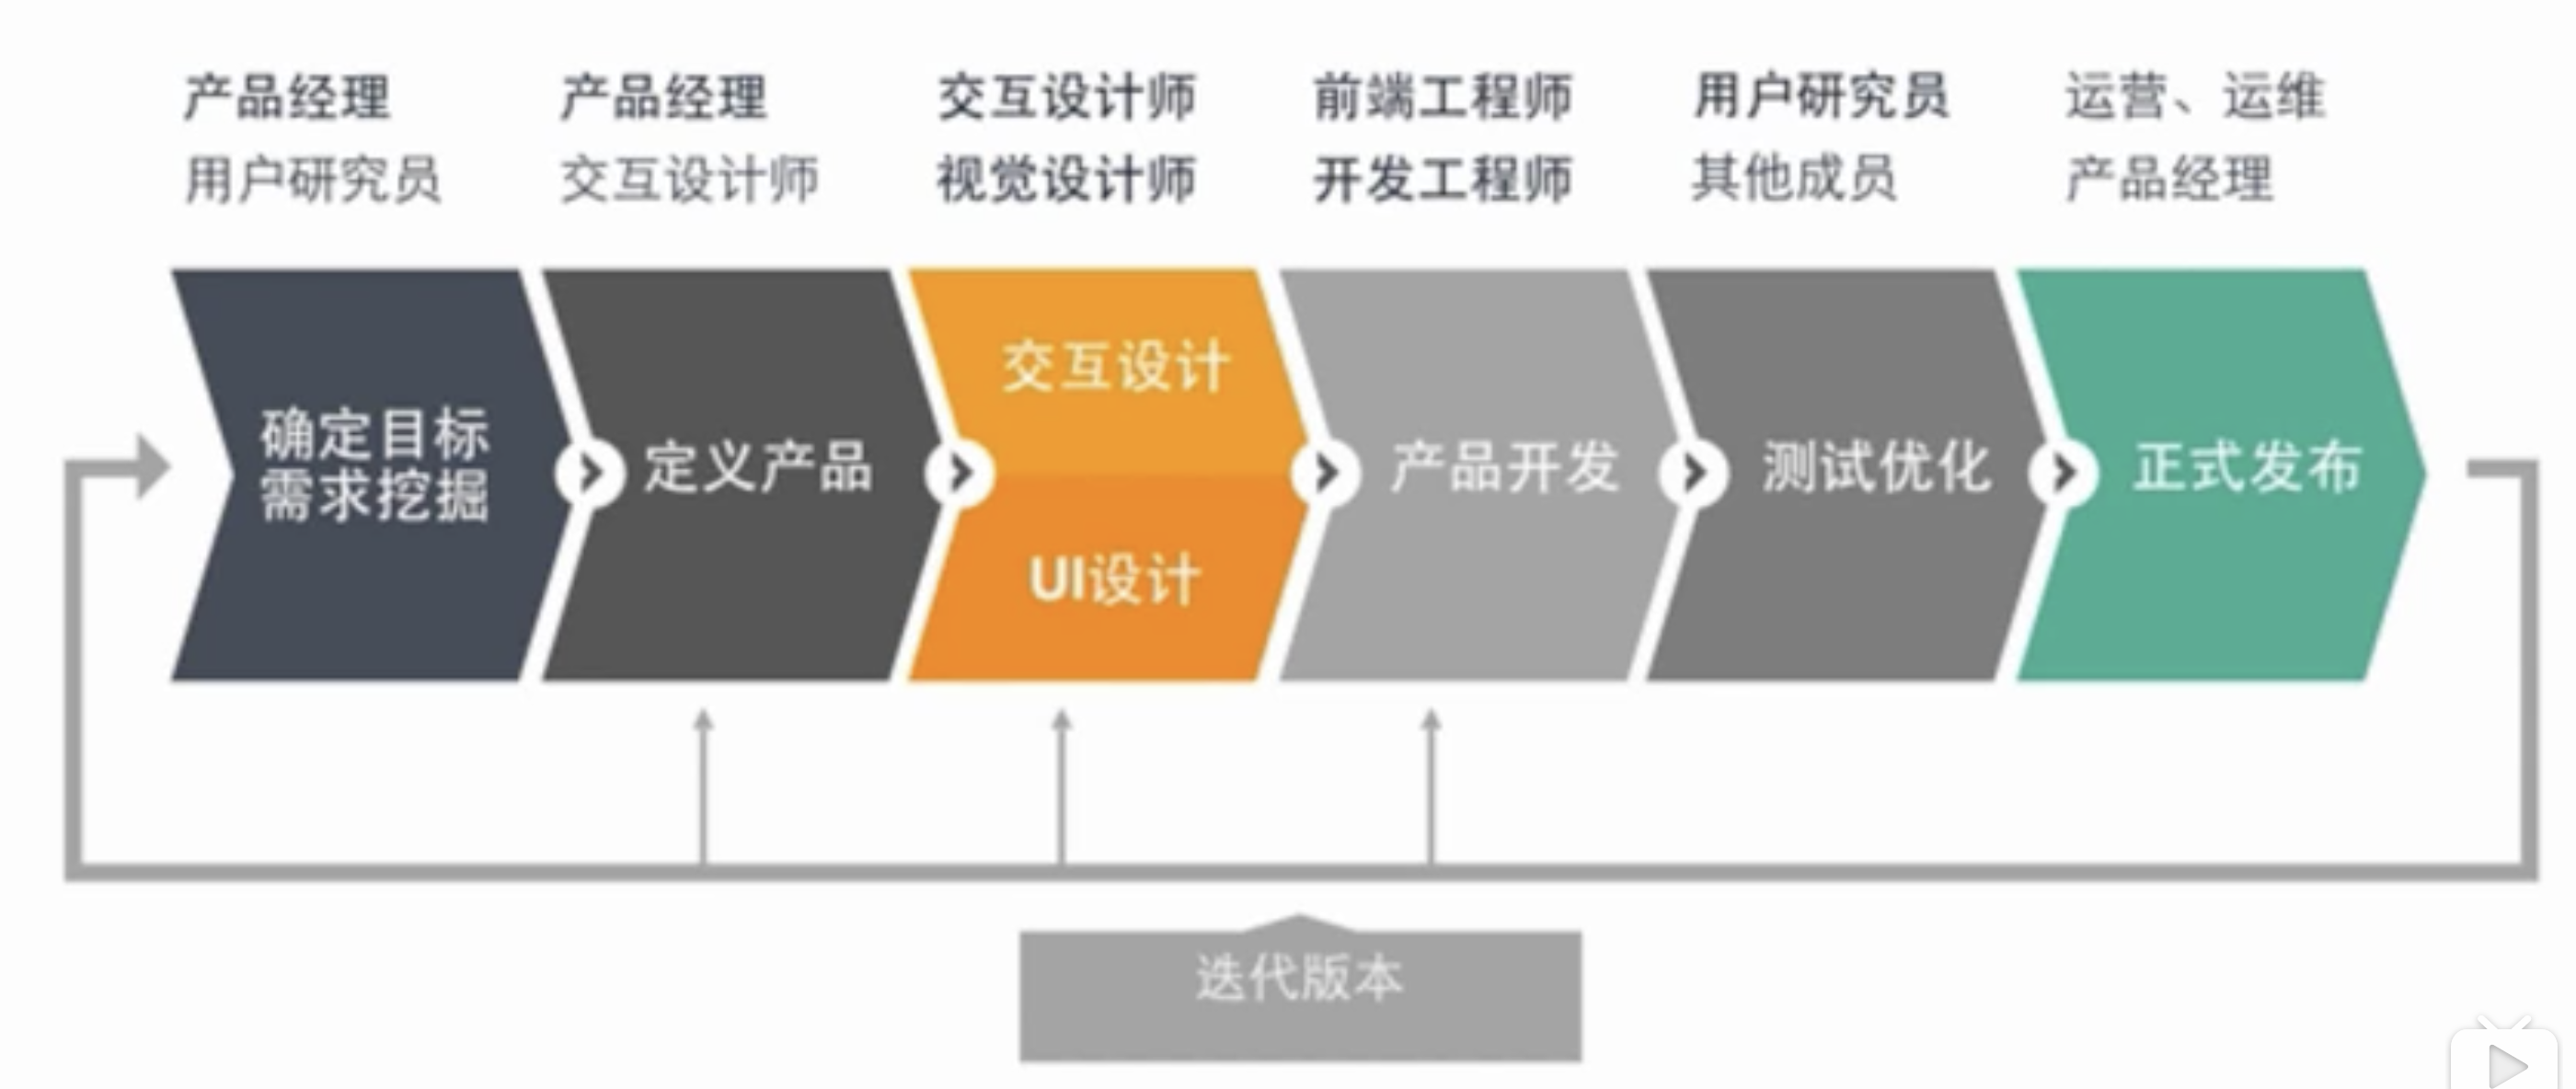 产品经理
用户研究员
产品经理
交互设计师
交互设计师
视觉设计师
前端工程师
开发工程师
用户研究员
其他成员
运营、运维
产品经理
确定目标
需求挖掘
定义产品
交互设计
UI设计
产品开发
测试优化
正式发布
迭代版本